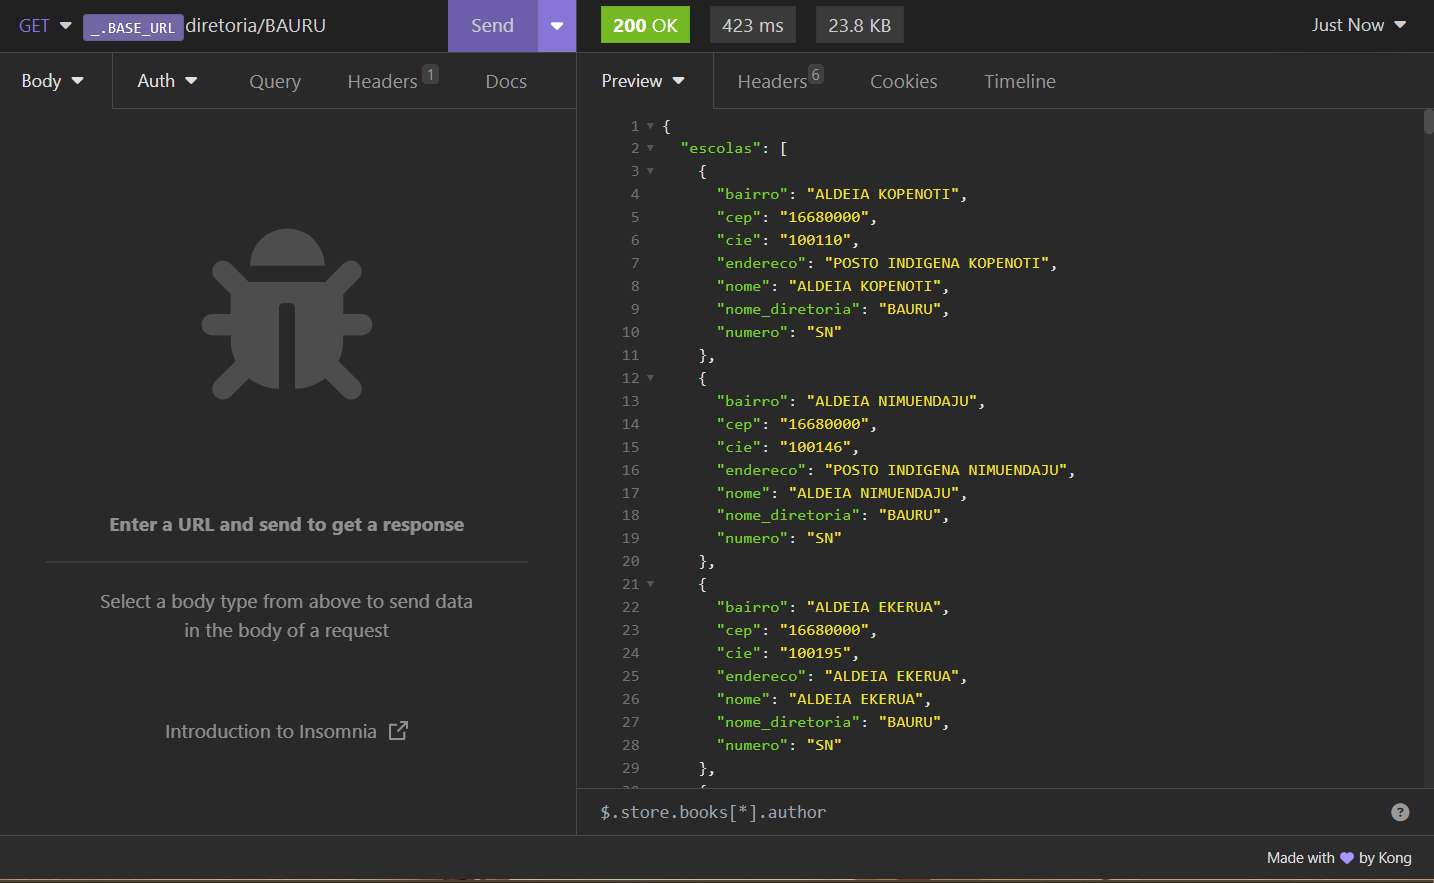 GET _.BASE_URL diretoria/BAURU Send 200 OK 423 ms 23.8 KB Just Now
Body Auth Query Headers 1 Docs Preview Headers 6 Cookies Timeline
Enter a URL and send to get a response
Select a body type from above to send data
in the body of a request
Introduction to Insomnia
1 {
2 "escolas": [
3 {
4 "bairro": "ALDEIA KOPENOTI",
5 "cep": "16680000",
6 "cie": "100110",
7 "endereco": "POSTO INDIGENA KOPENOTI",
8 "nome": "ALDEIA KOPENOTI",
9 "nome_diretoria": "BAURU",
10 "numero": "SN"
11 },
12 {
13 "bairro": "ALDEIA NIMUENDAJU",
14 "cep": "16680000",
15 "cie": "100146",
16 "endereco": "POSTO INDIGENA NIMUENDAJU",
17 "nome": "ALDEIA NIMUENDAJU",
18 "nome_diretoria": "BAURU",
19 "numero": "SN"
20 },
21 {
22 "bairro": "ALDEIA EKERUA",
23 "cep": "16680000",
24 "cie": "100195",
25 "endereco": "ALDEIA EKERUA",
26 "nome": "ALDEIA EKERUA",
27 "nome_diretoria": "BAURU",
28 "numero": "SN"
29 },
$.store.books[*].author ?
Made with 💜 by Kong